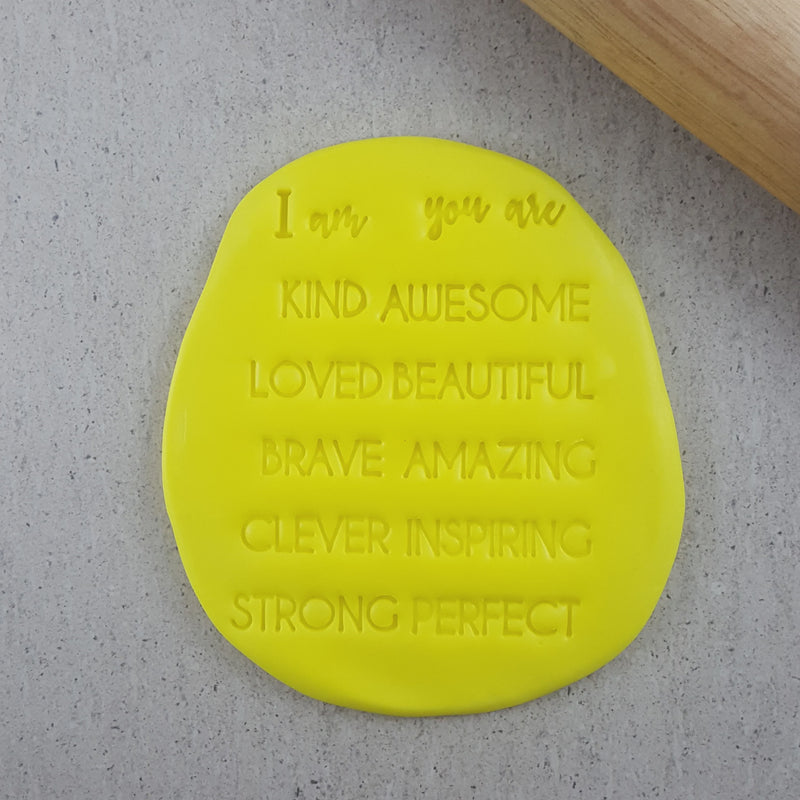 I am you are
KIND AWESOME
LOVED BEAUTIFUL
BRAVE AMAZING
CLEVER INSPIRING
STRONG PERFECT